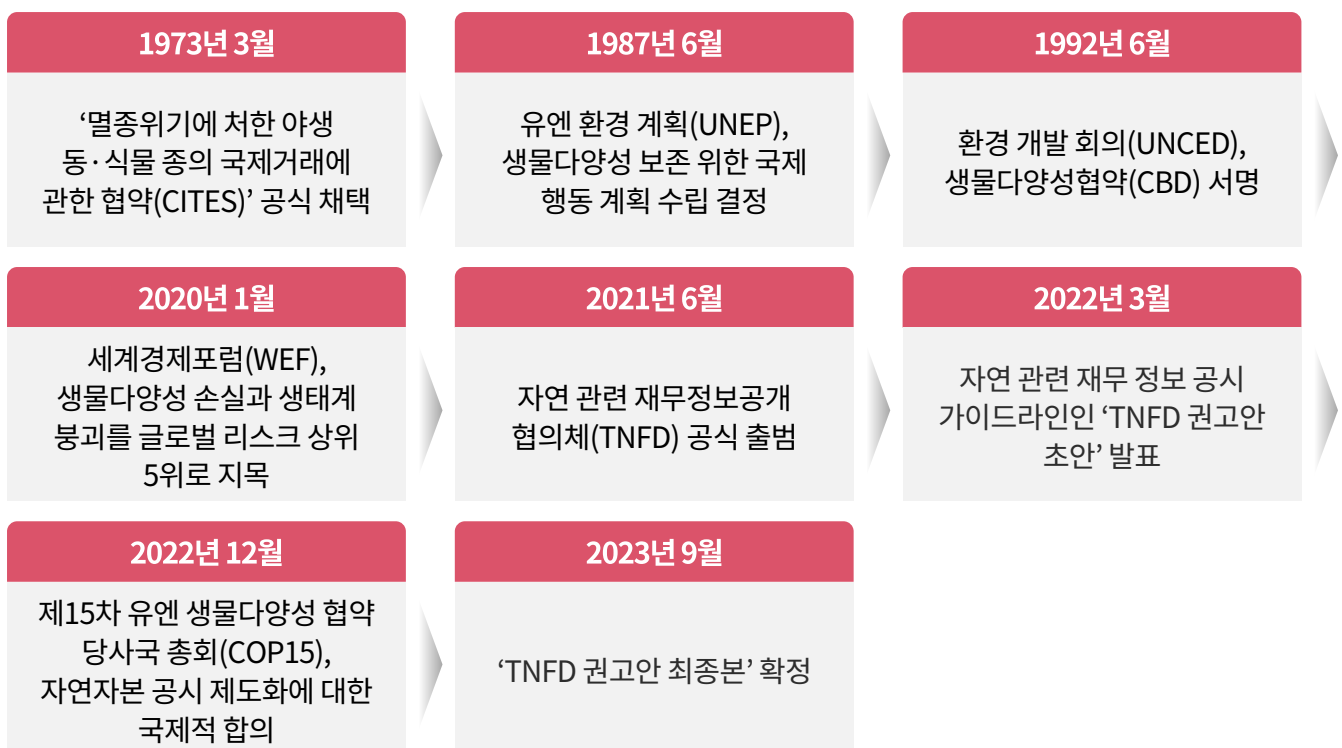 1973년 3월
‘멸종위기에 처한 야생
동·식물 종의 국제거래에
관한 협약(CITES)’ 공식 채택
1987년 6월
유엔 환경 계획(UNEP),
생물다양성 보존 위한 국제
행동 계획 수립 결정
1992년 6월
환경 개발 회의(UNCED),
생물다양성협약(CBD) 서명
2020년 1월
세계경제포럼(WEF),
생물다양성 손실과 생태계
붕괴를 글로벌 리스크 상위
5위로 지목
2021년 6월
자연 관련 재무정보공개
협의체(TNFD) 공식 출범
2022년 3월
자연 관련 재무 정보 공시
가이드라인인 ‘TNFD 권고안
초안’ 발표
2022년 12월
제15차 유엔 생물다양성 협약
당사국 총회(COP15),
자연자본 공시 제도화에 대한
국제적 합의
2023년 9월
‘TNFD 권고안 최종본’ 확정